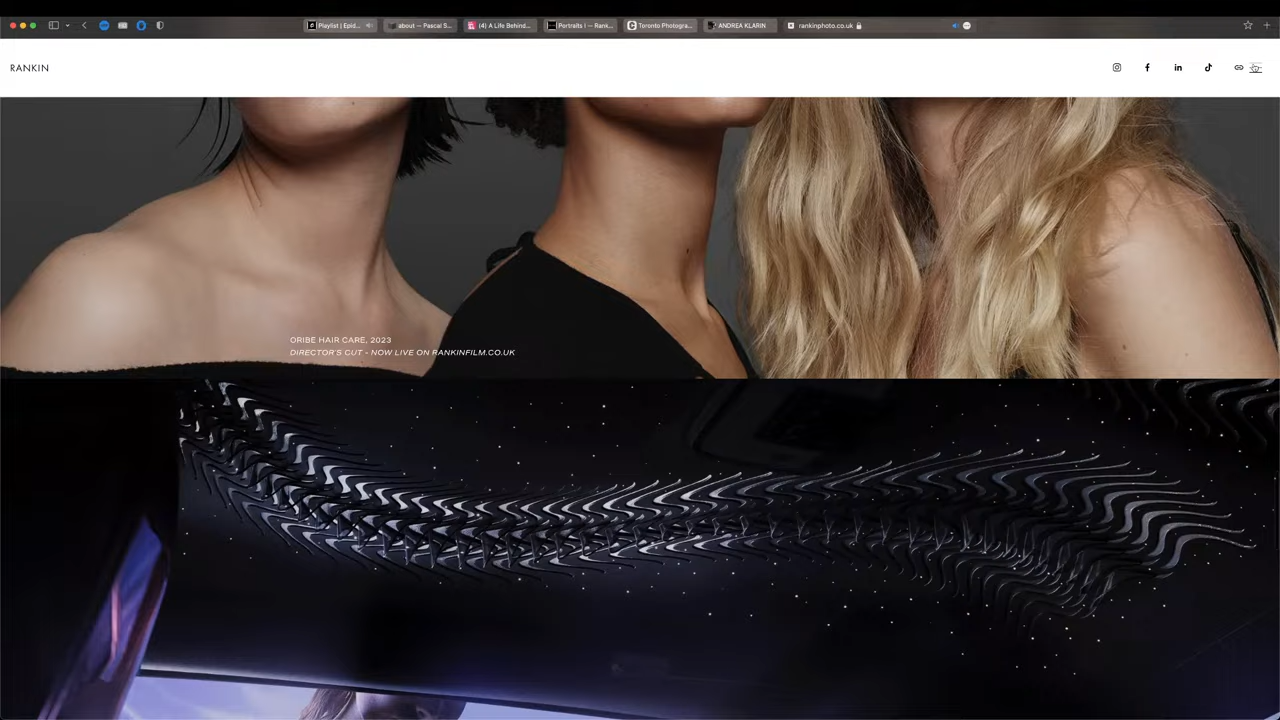 Playlist | Epid...
about — Pascal S...
(4) A Life Behind...
Portraits I — Rank...
Toronto Photogra...
ANDREA KLARIN
rankinphoto.co.uk
RANKIN
ORIBE HAIR CARE, 2023
DIRECTOR'S CUT - NOW LIVE ON RANKINFILM.CO.UK